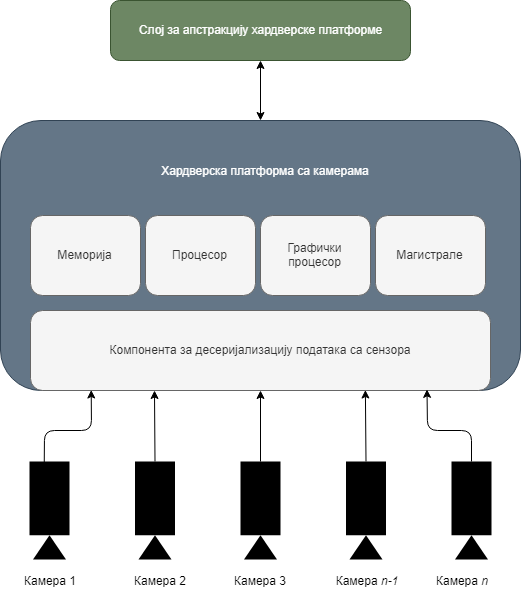 Слој за апстракцију хардверске платформе
Хардверска платформа са камерама
Меморија
Процесор
Графички
процесор
Магистрале
Компонента за десеријализацију података са сензора
Камера 1
Камера 2
Камера 3
Камера n-1
Камера n